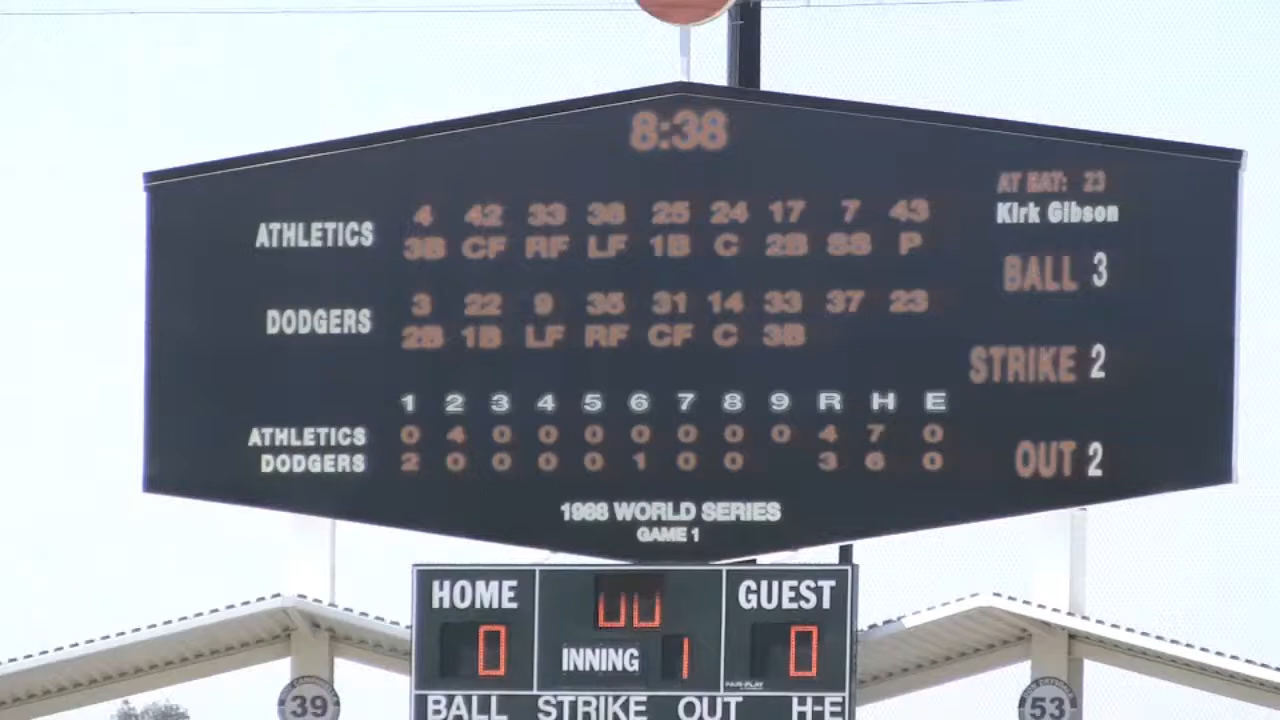 8:38
AT BAT: 23
Kirk Gibson
ATHLETICS 4 42 33 38 25 24 17 7 43
3B CF RF LF 1B C 2B SS P
BALL 3
DODGERS 3 22 9 35 31 14 33 37 23
2B 1B LF RF CF C 3B
STRIKE 2
1 2 3 4 5 6 7 8 9 R H E
ATHLETICS 0 4 0 0 0 0 0 0 0 4 7 0
DODGERS 2 0 0 0 0 1 0 0 3 6 0
OUT 2
1988 WORLD SERIES
GAME 1
HOME 00 GUEST
0 INNING 1 0
FAIR-PLAY
BALL STRIKE OUT H-E
39
53